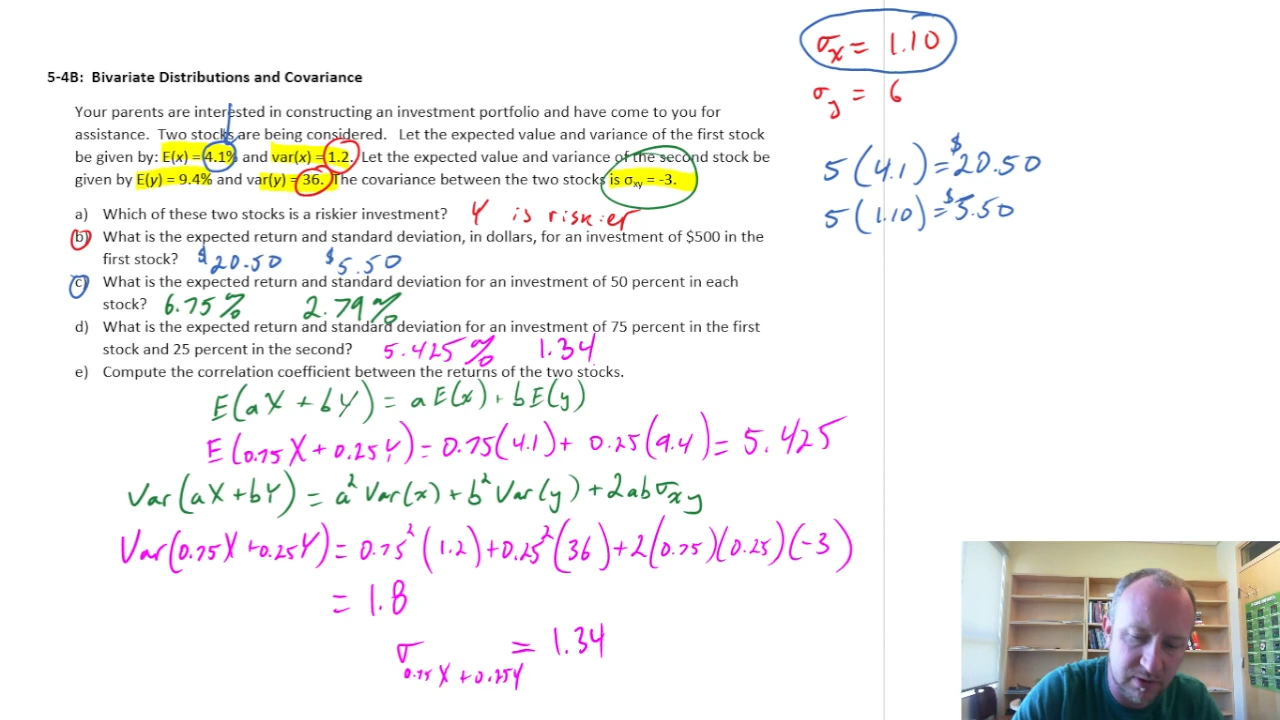 σx = 1.10
σy = 6
5-4B: Bivariate Distributions and Covariance
Your parents are interested in constructing an investment portfolio and have come to you for
assistance. Two stocks are being considered. Let the expected value and variance of the first stock
be given by: E(x) = 4.1% and var(x) = 1.2. Let the expected value and variance of the second stock be
given by E(y) = 9.4% and var(y) = 36. The covariance between the two stocks is σxy = -3.
5(4.1) = $20.50
5(1.10) = $5.50
a) Which of these two stocks is a riskier investment? Y is riskier
b) What is the expected return and standard deviation, in dollars, for an investment of $500 in the
first stock? $20.50 $5.50
c) What is the expected return and standard deviation for an investment of 50 percent in each
stock? 6.75% 2.79%
d) What is the expected return and standard deviation for an investment of 75 percent in the first
stock and 25 percent in the second? 5.425% 1.34
e) Compute the correlation coefficient between the returns of the two stocks.
E(aX + bY) = aE(x) + bE(y)
E(0.75X + 0.25Y) = 0.75(4.1) + 0.25(9.4) = 5.425
Var(aX + bY) = a² Var(x) + b² Var(y) + 2abσxy
Var(0.75X + 0.25Y) = 0.75² (1.2) + 0.25² (36) + 2(0.75)(0.25)(-3)
= 1.8
σ0.75X + 0.25Y = 1.34